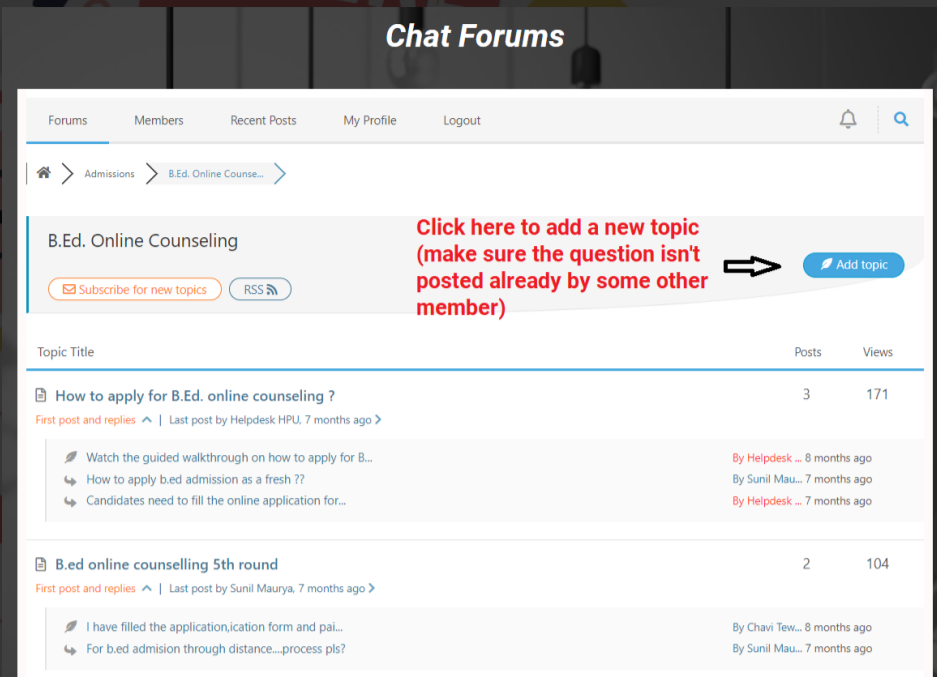 Chat Forums
Forums Members Recent Posts My Profile Logout
Admissions B.Ed. Online Counse...
B.Ed. Online Counseling
Subscribe for new topics RSS
Click here to add a new topic
(make sure the question isn't
posted already by some other
member)
Add topic
Topic Title Posts Views
How to apply for B.Ed. online counseling ? 3 171
First post and replies | Last post by Helpdesk HPU, 7 months ago
Watch the guided walkthrough on how to apply for B... By Helpdesk ... 8 months ago
How to apply b.ed admission as a fresh ?? By Sunil Mau... 7 months ago
Candidates need to fill the online application for... By Helpdesk ... 7 months ago
B.ed online counselling 5th round 2 104
First post and replies | Last post by Sunil Maurya, 7 months ago
I have filled the application,ication form and pai... By Chavi Tew... 8 months ago
For b.ed admision through distance....process pls? By Sunil Mau... 7 months ago